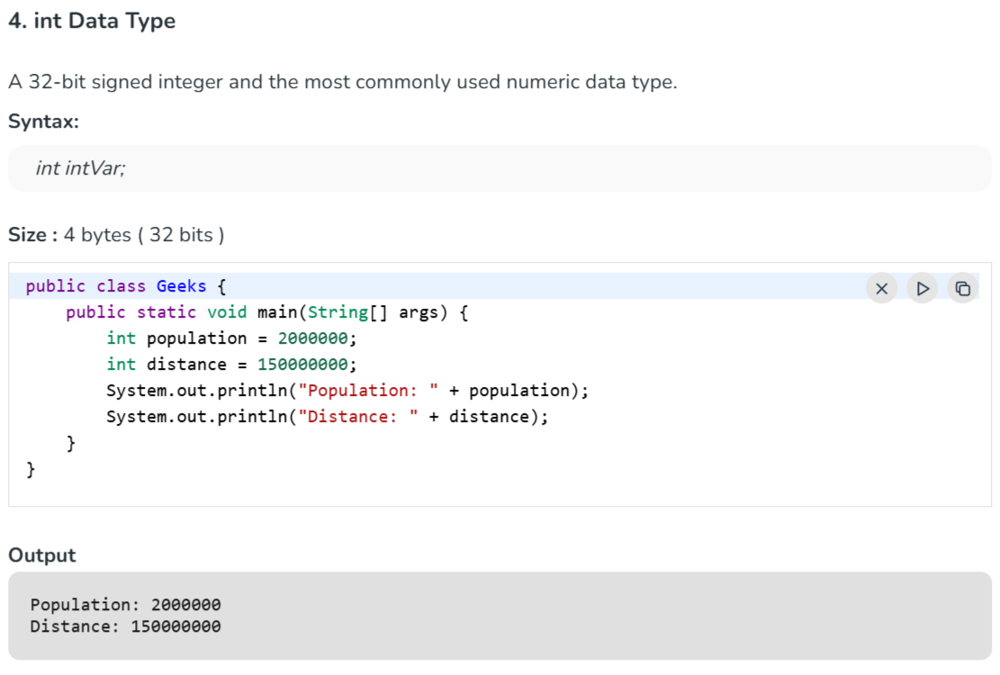 4. int Data Type
A 32-bit signed integer and the most commonly used numeric data type.
Syntax:
int intVar;
Size : 4 bytes ( 32 bits )
public class Geeks {
    public static void main(String[] args) {
        int population = 2000000;
        int distance = 150000000;
        System.out.println("Population: " + population);
        System.out.println("Distance: " + distance);
    }
}
Output
Population: 2000000
Distance: 150000000